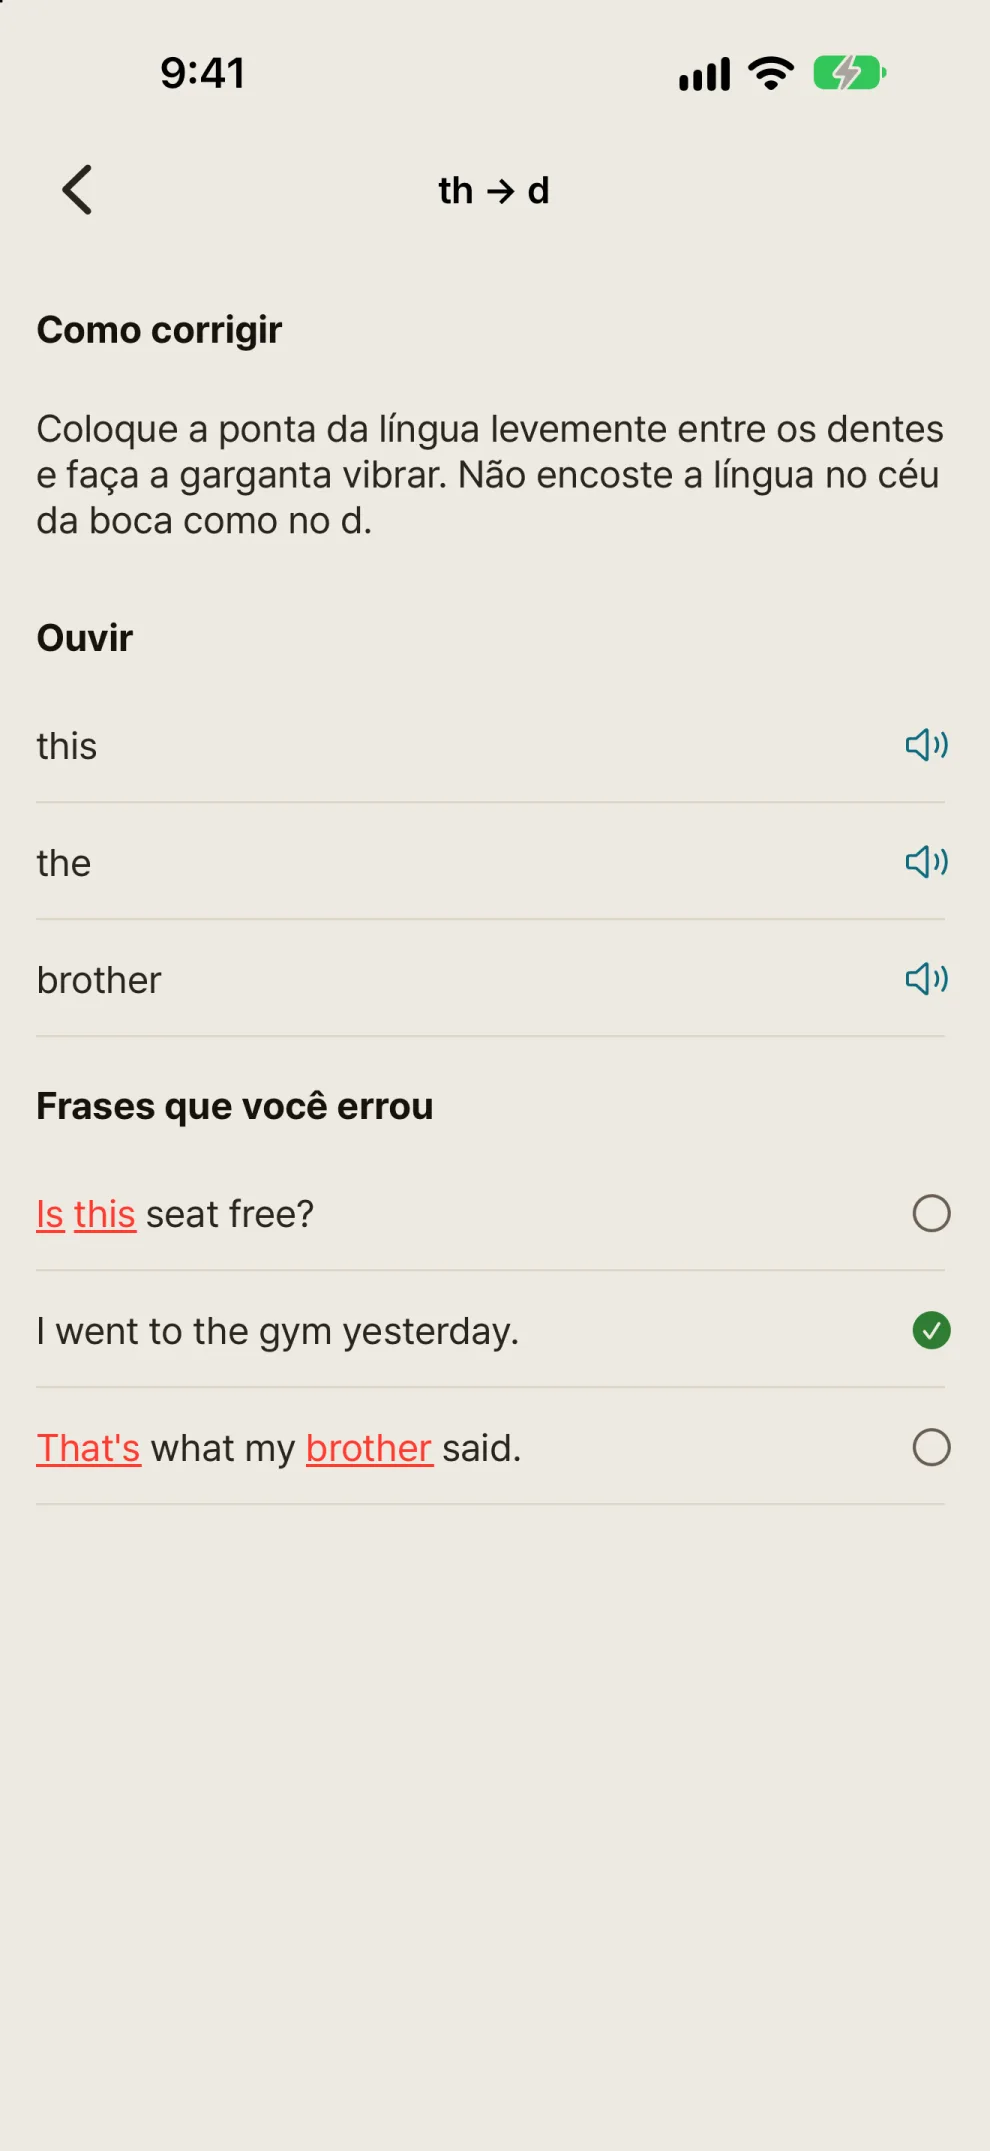 9:41
th → d
Como corrigir
Coloque a ponta da língua levemente entre os dentes
e faça a garganta vibrar. Não encoste a língua no céu
da boca como no d.
Ouvir
this
the
brother
Frases que você errou
Is this seat free?
I went to the gym yesterday.
That's what my brother said.